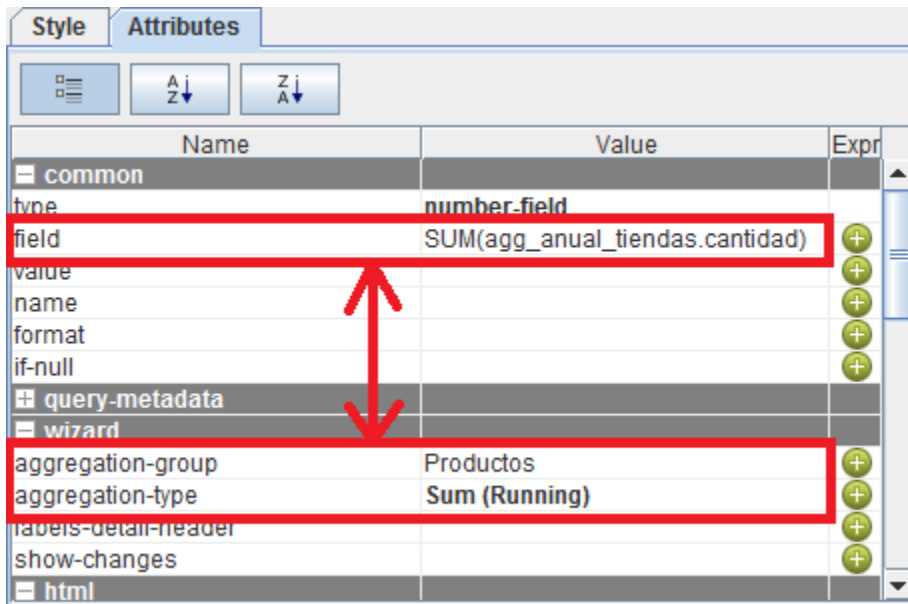 Style Attributes
A Z Z A
Name Value Expr
common
type number-field
field SUM(agg_anual_tiendas.cantidad)
value
name
format
if-null
query-metadata
wizard
aggregation-group Productos
aggregation-type Sum (Running)
labels-detail-header
show-changes
html